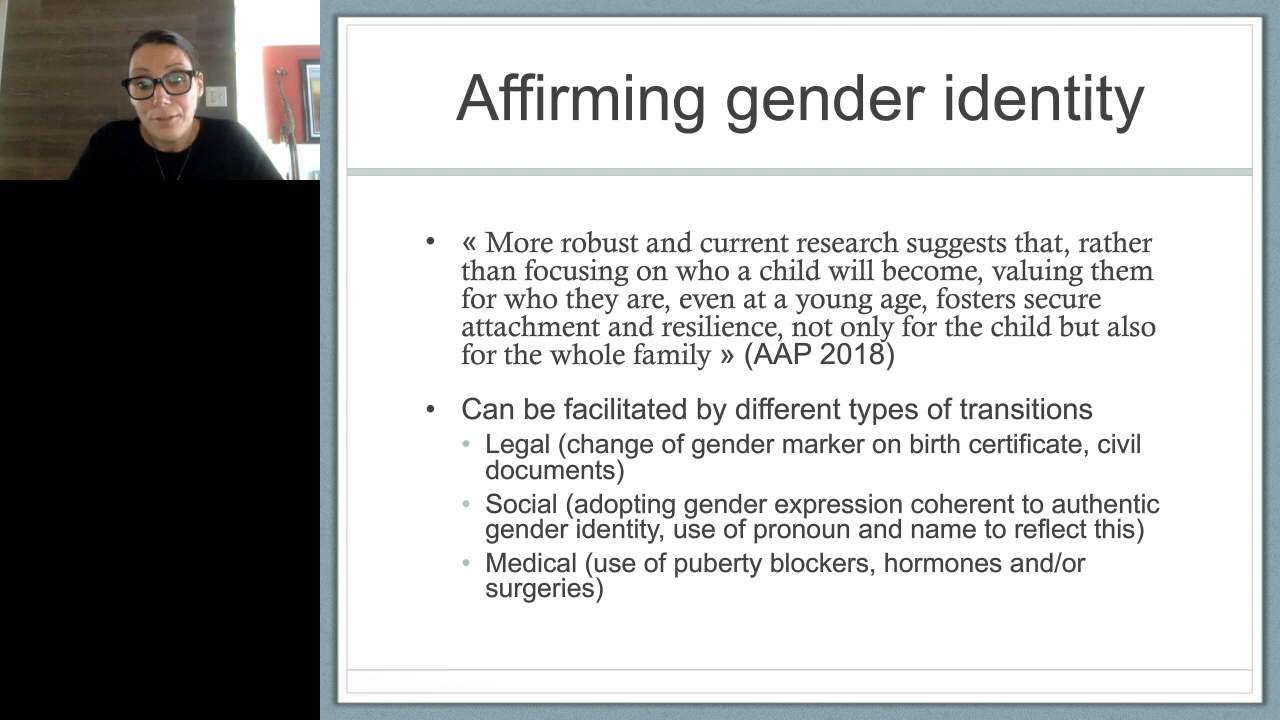 Affirming gender identity
• « More robust and current research suggests that, rather
than focusing on who a child will become, valuing them
for who they are, even at a young age, fosters secure
attachment and resilience, not only for the child but also
for the whole family » (AAP 2018)
• Can be facilitated by different types of transitions
• Legal (change of gender marker on birth certificate, civil
documents)
• Social (adopting gender expression coherent to authentic
gender identity, use of pronoun and name to reflect this)
• Medical (use of puberty blockers, hormones and/or
surgeries)